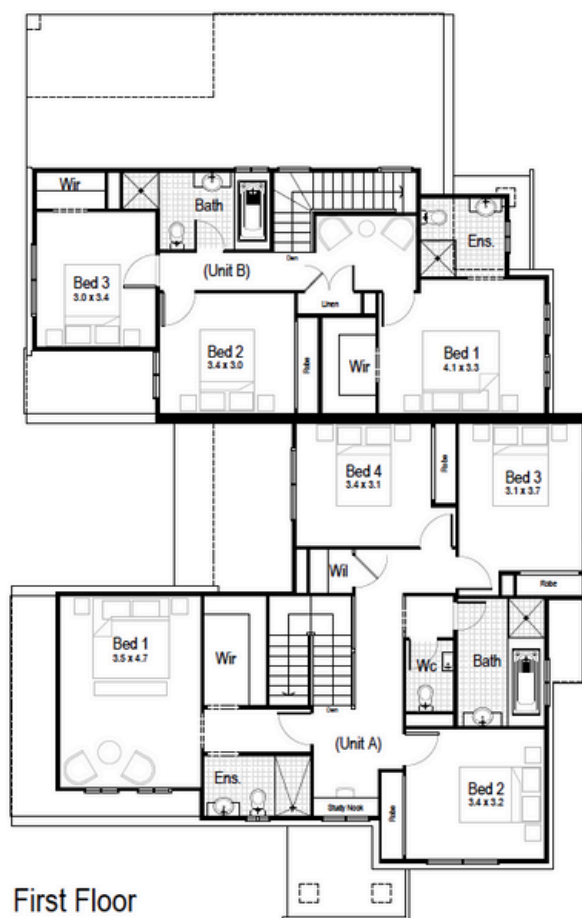 Wir
Bath
Ens.
Dwn
(Unit B)
Bed 3
3.0 x 3.4
Linen
Bed 2
3.4 x 3.0
Robe
Wir
Bed 1
4.1 x 3.3
Bed 4
3.4 x 3.1
Robe
Bed 3
3.1 x 3.7
Wil
Robe
Bed 1
3.5 x 4.7
Wir
Wc
Bath
Dwn
(Unit A)
Ens.
Study Nook
Robe
Bed 2
3.4 x 3.2
First Floor